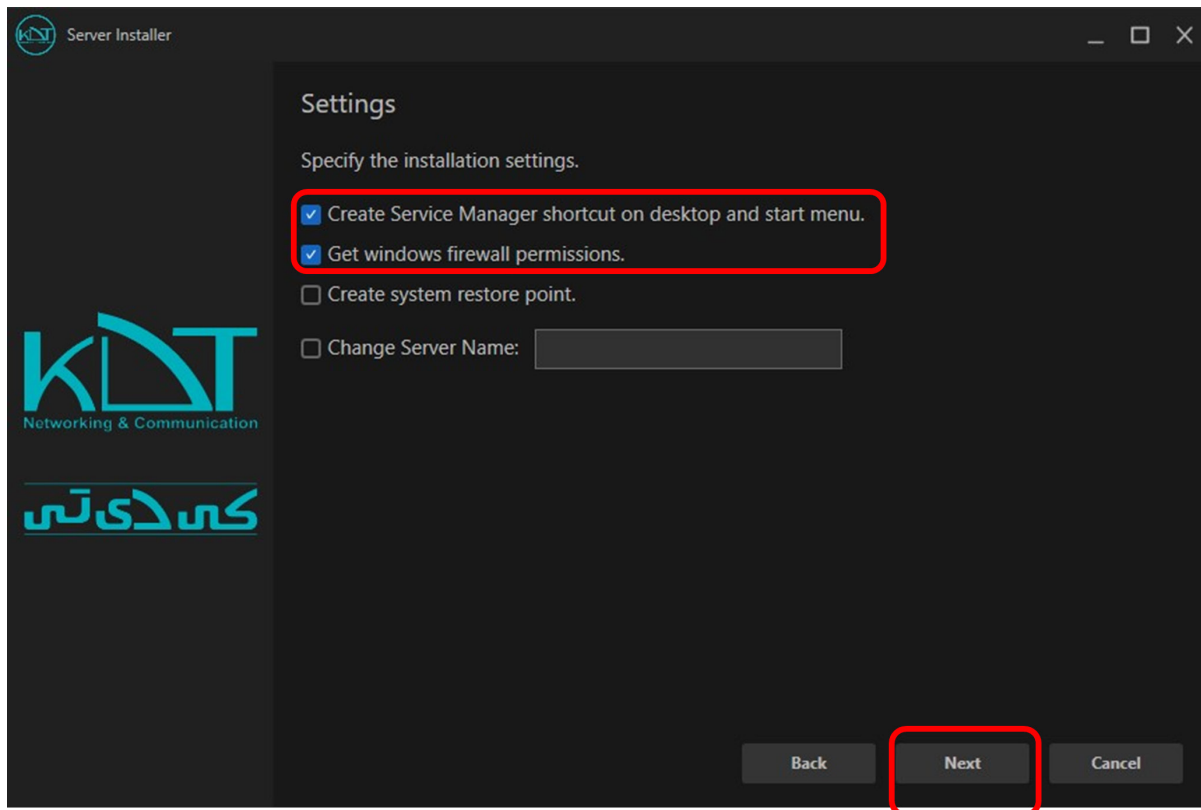 KDT
Server Installer
Settings
Specify the installation settings.
Create Service Manager shortcut on desktop and start menu.
Get windows firewall permissions.
Create system restore point.
Change Server Name:
KDT
Networking & Communication
کی دی تی
Back
Next
Cancel